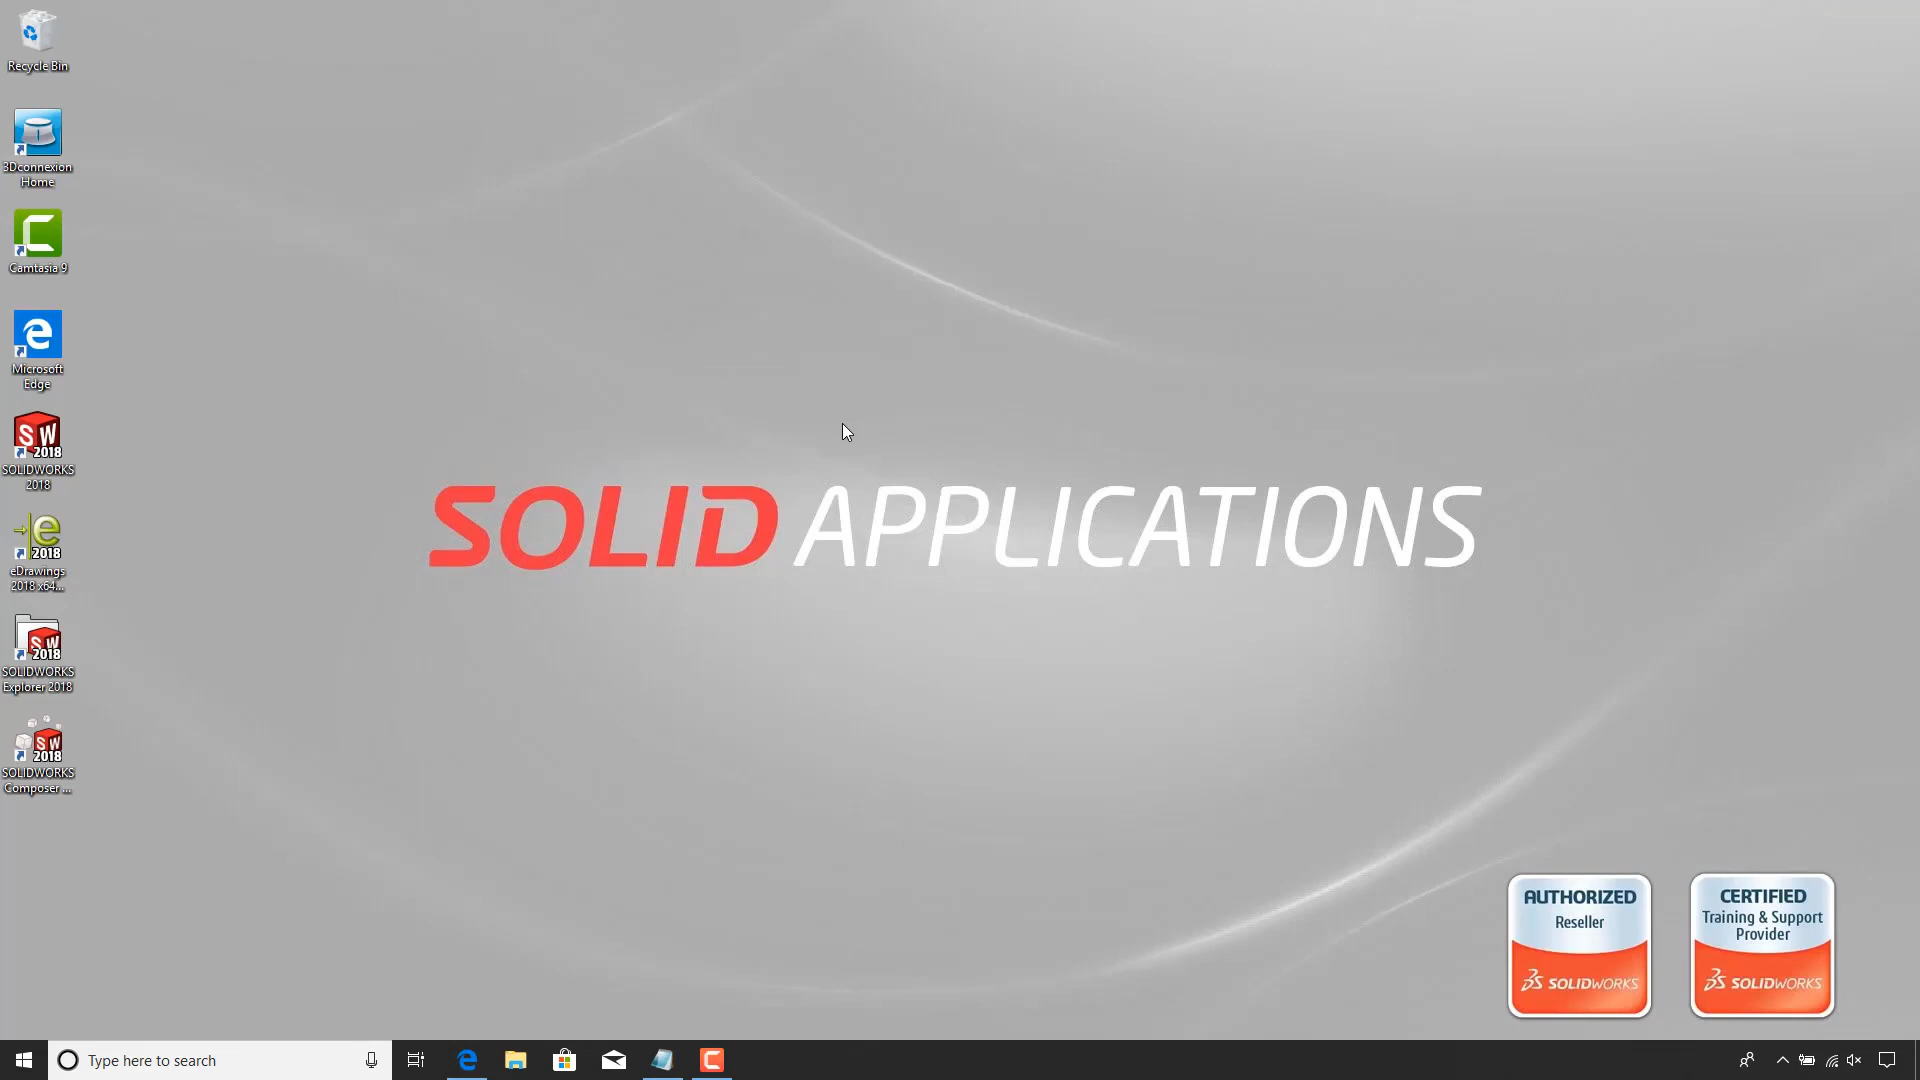 Recycle Bin
3Dconnexion
Home
Camtasia 9
Microsoft
Edge
SW
2018
SOLIDWORKS
2018
e
2018
eDrawings
2018 x64...
SW
2018
SOLIDWORKS
Explorer 2018
SW
2018
SOLIDWORKS
Composer ...
SOLID APPLICATIONS
AUTHORIZED
Reseller
SOLIDWORKS
CERTIFIED
Training & Support
Provider
SOLIDWORKS
Type here to search